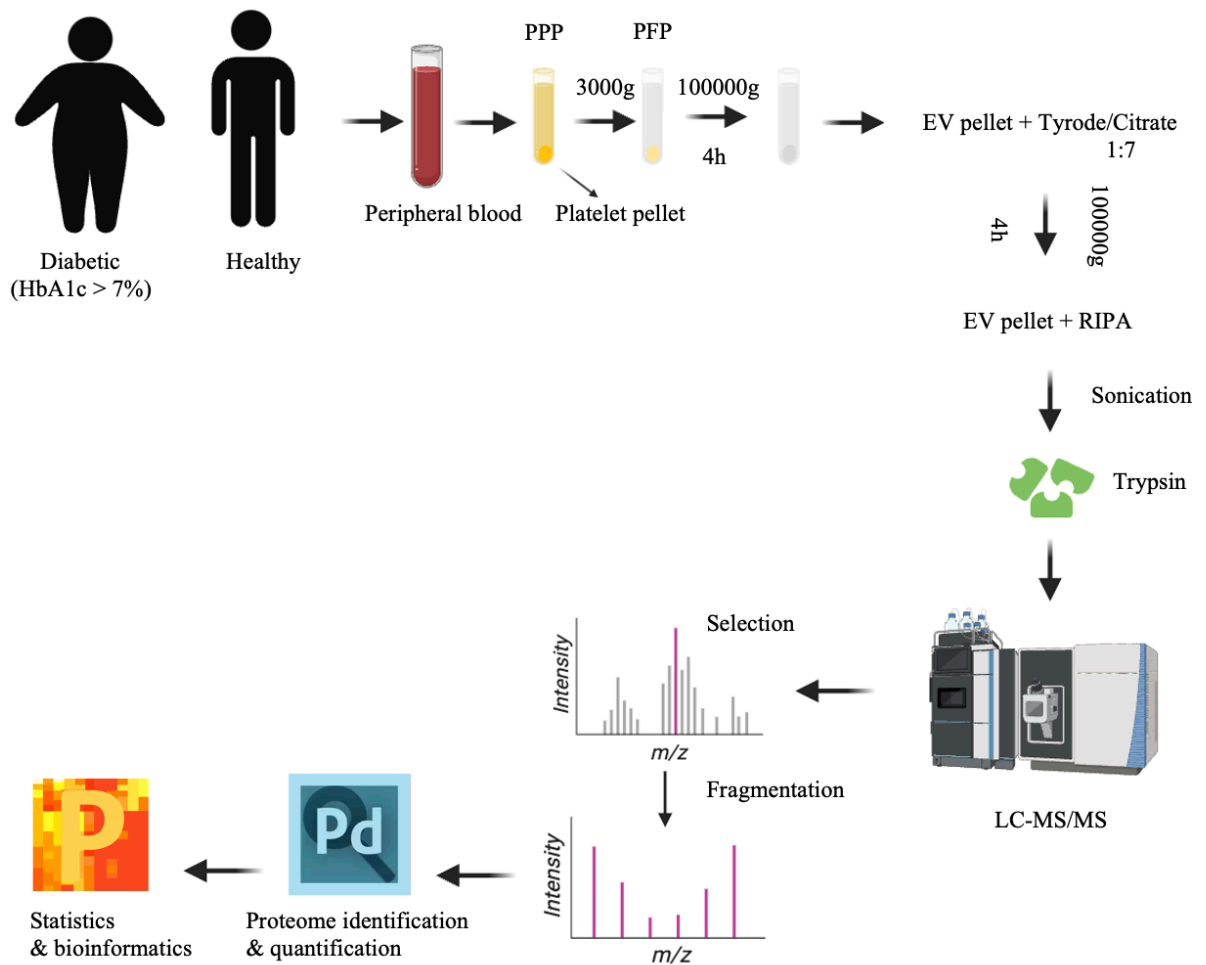 PPP
PFP
3000g
100000g
4h
Peripheral blood
Platelet pellet
Diabetic
(HbA1c > 7%)
Healthy
EV pellet + Tyrode/Citrate
1:7
4h
100000g
EV pellet + RIPA
Sonication
Trypsin
LC-MS/MS
Selection
Intensity
m/z
Fragmentation
Intensity
m/z
Pd
Proteome identification
& quantification
P
Statistics
& bioinformatics